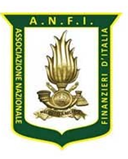 A.N.F.I.
ASSOCIAZIONE NAZIONALE
FINANZIERI D'ITALIA